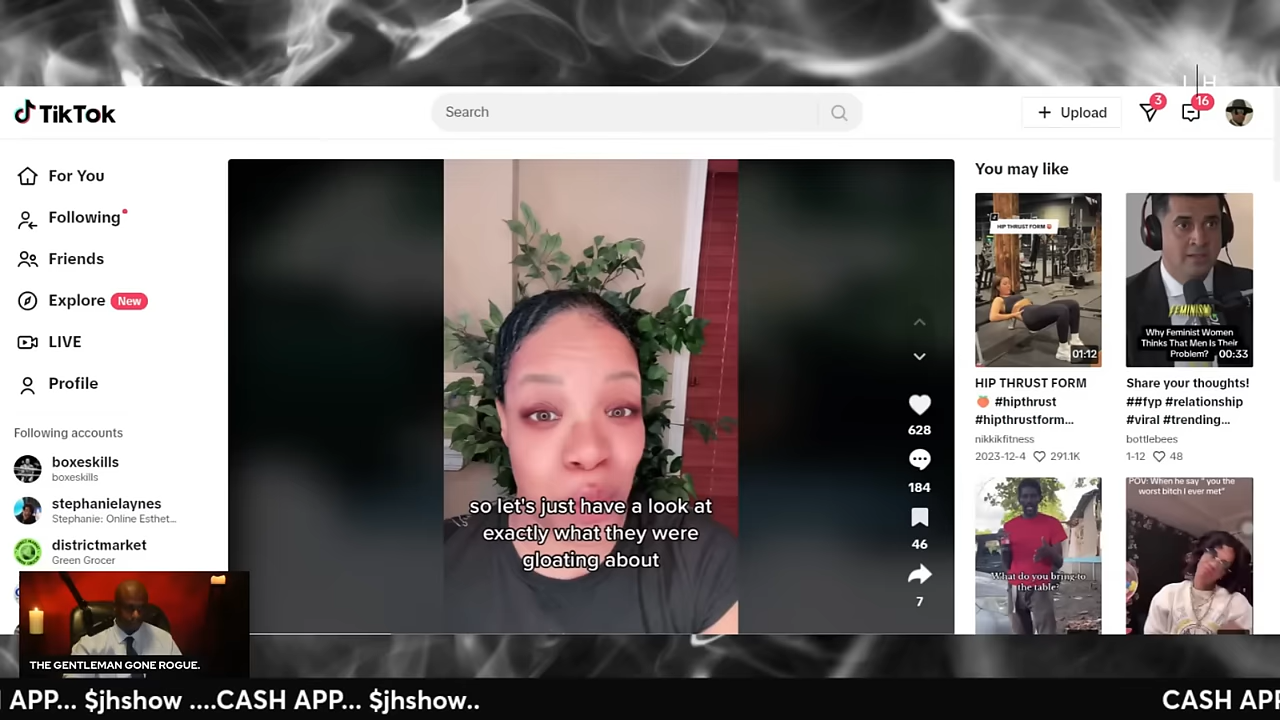 L H
TikTok
Search
+ Upload
3
16
For You
Following
Friends
Explore New
LIVE
Profile
Following accounts
boxeskills
boxeskills
stephanielaynes
Stephanie: Online Esthet...
districtmarket
Green Grocer
so let's just have a look at
exactly what they were
gloating about
628
184
46
7
You may like
HIP THRUST FORM
01:12
HIP THRUST FORM
🍑 #hipthrust
#hipthrustform...
nikkikfitness
2023-12-4 291.1K
FEMINISM
Why Feminist Women
Thinks That Men Is Their
Problem?
00:33
Share your thoughts!
##fyp #relationship
#viral #trending...
bottlebees
1-12 48
What do you bring to
the table?
POV: When he say " you the
worst bitch I ever met"
THE GENTLEMAN GONE ROGUE.
APP... $jhshow ....CASH APP... $jhshow..
CASH APP